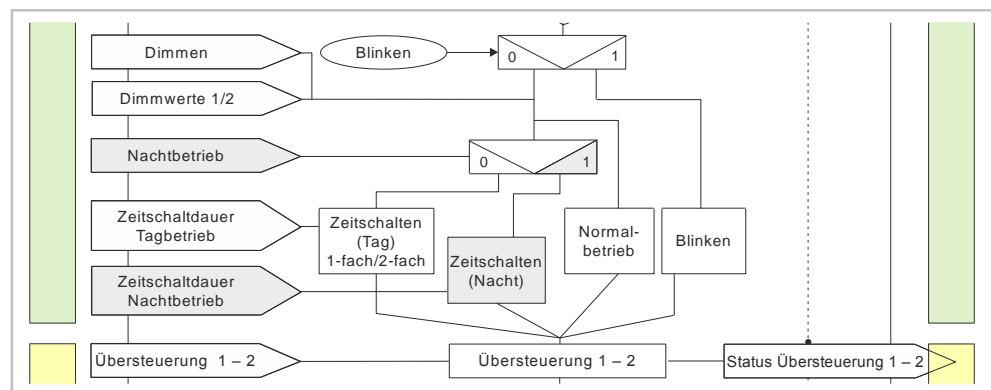 Dimmen
Blinken
0
1
Dimmwerte 1/2
Nachtbetrieb
0
1
Zeitschaltdauer
Tagbetrieb
Zeitschalten
(Tag)
1-fach/2-fach
Normal-
betrieb
Blinken
Zeitschalten
(Nacht)
Zeitschaltdauer
Nachtbetrieb
Übersteuerung 1 – 2
Übersteuerung 1 – 2
Status Übersteuerung 1 – 2